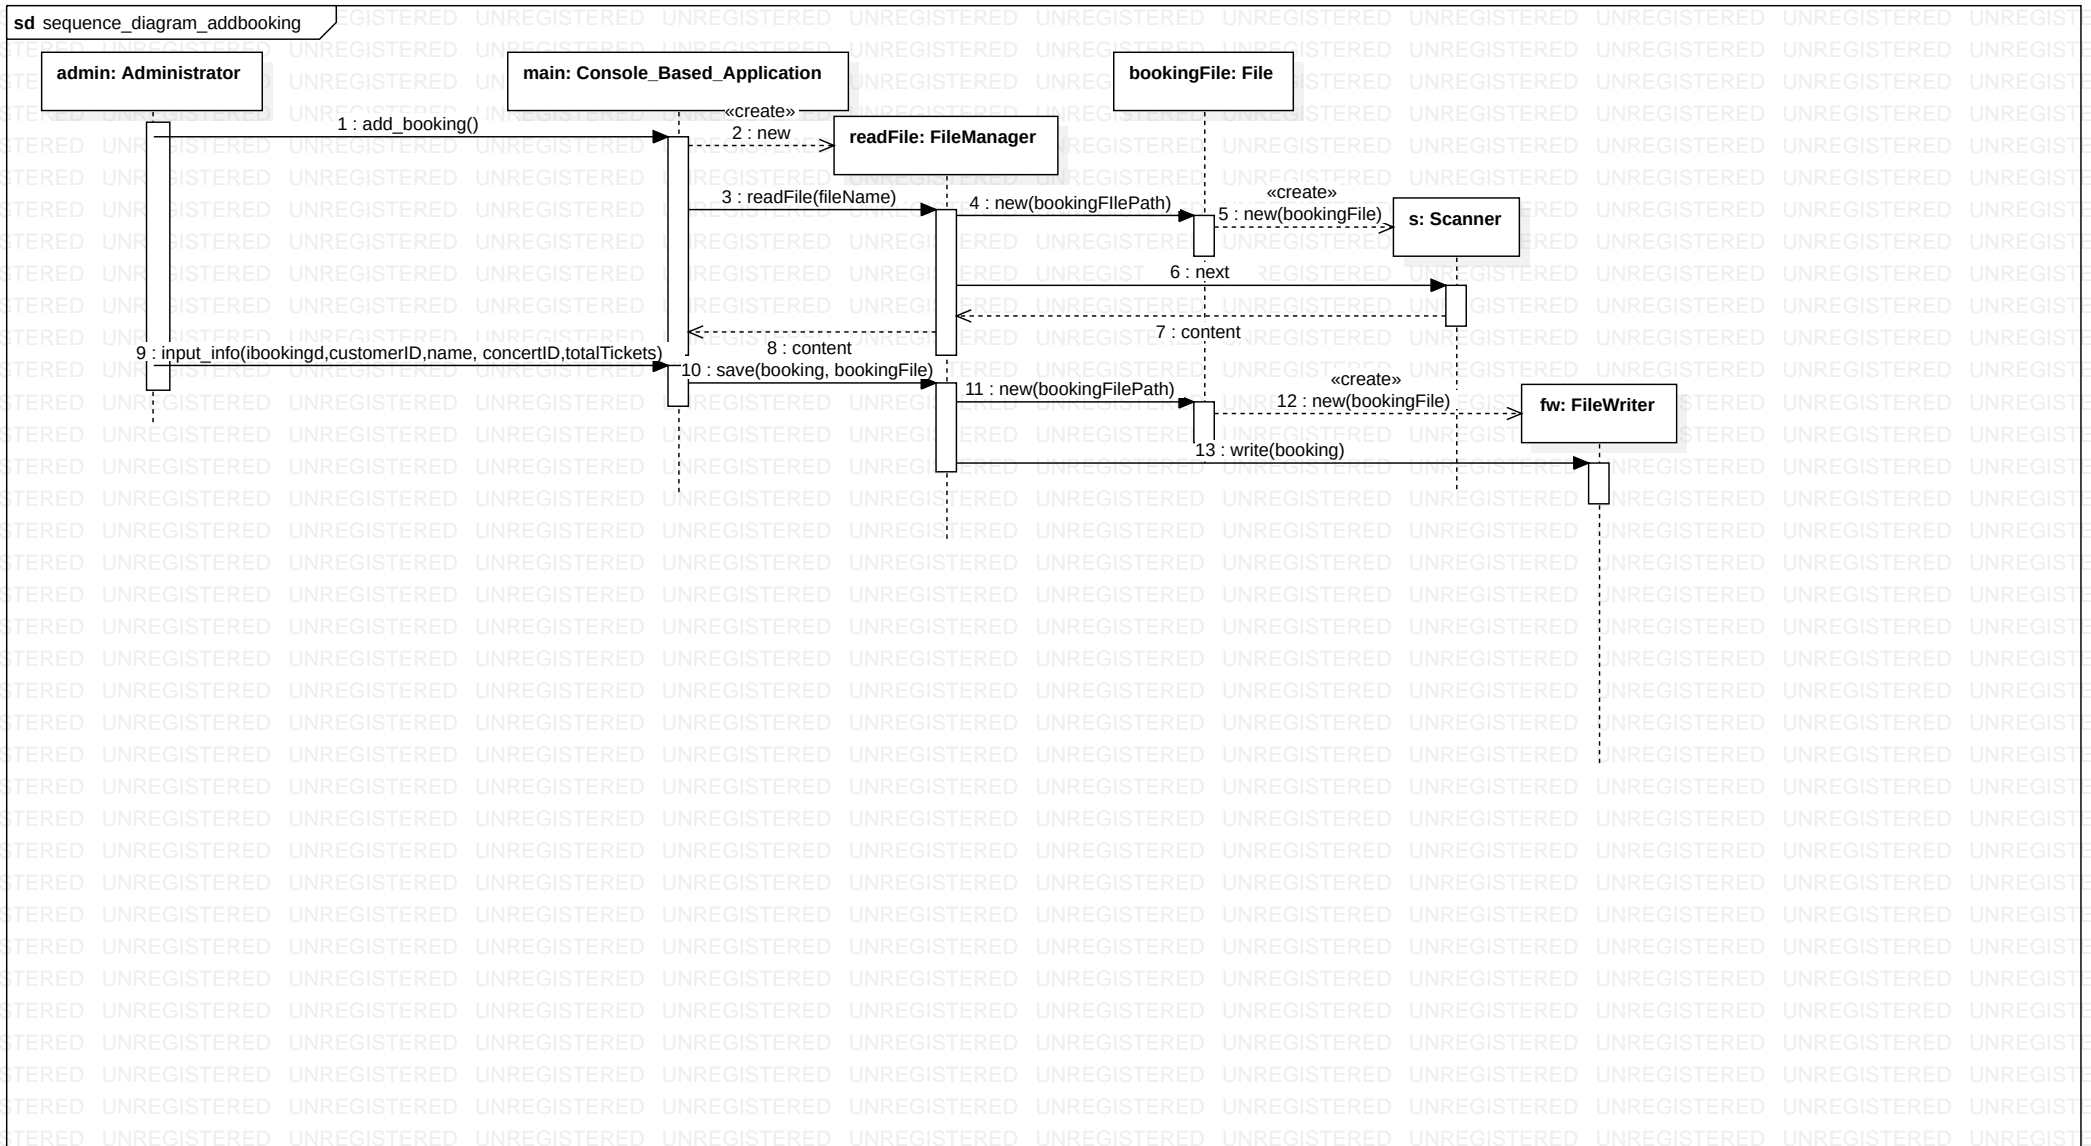 sd sequence_diagram_addbooking
admin: Administrator
main: Console_Based_Application
bookingFile: File
«create»
1 : add_booking()
2 : new
readFile: FileManager
3 : readFile(fileName)
4 : new(bookingFIlePath)
«create»
5 : new(bookingFile)
s: Scanner
6 : next
7 : content
8 : content
9 : input_info(ibookingd,customerID,name, concertID,totalTickets)
10 : save(booking, bookingFile)
11 : new(bookingFilePath)
«create»
12 : new(bookingFile)
fw: FileWriter
13 : write(booking)
UNREGISTERED